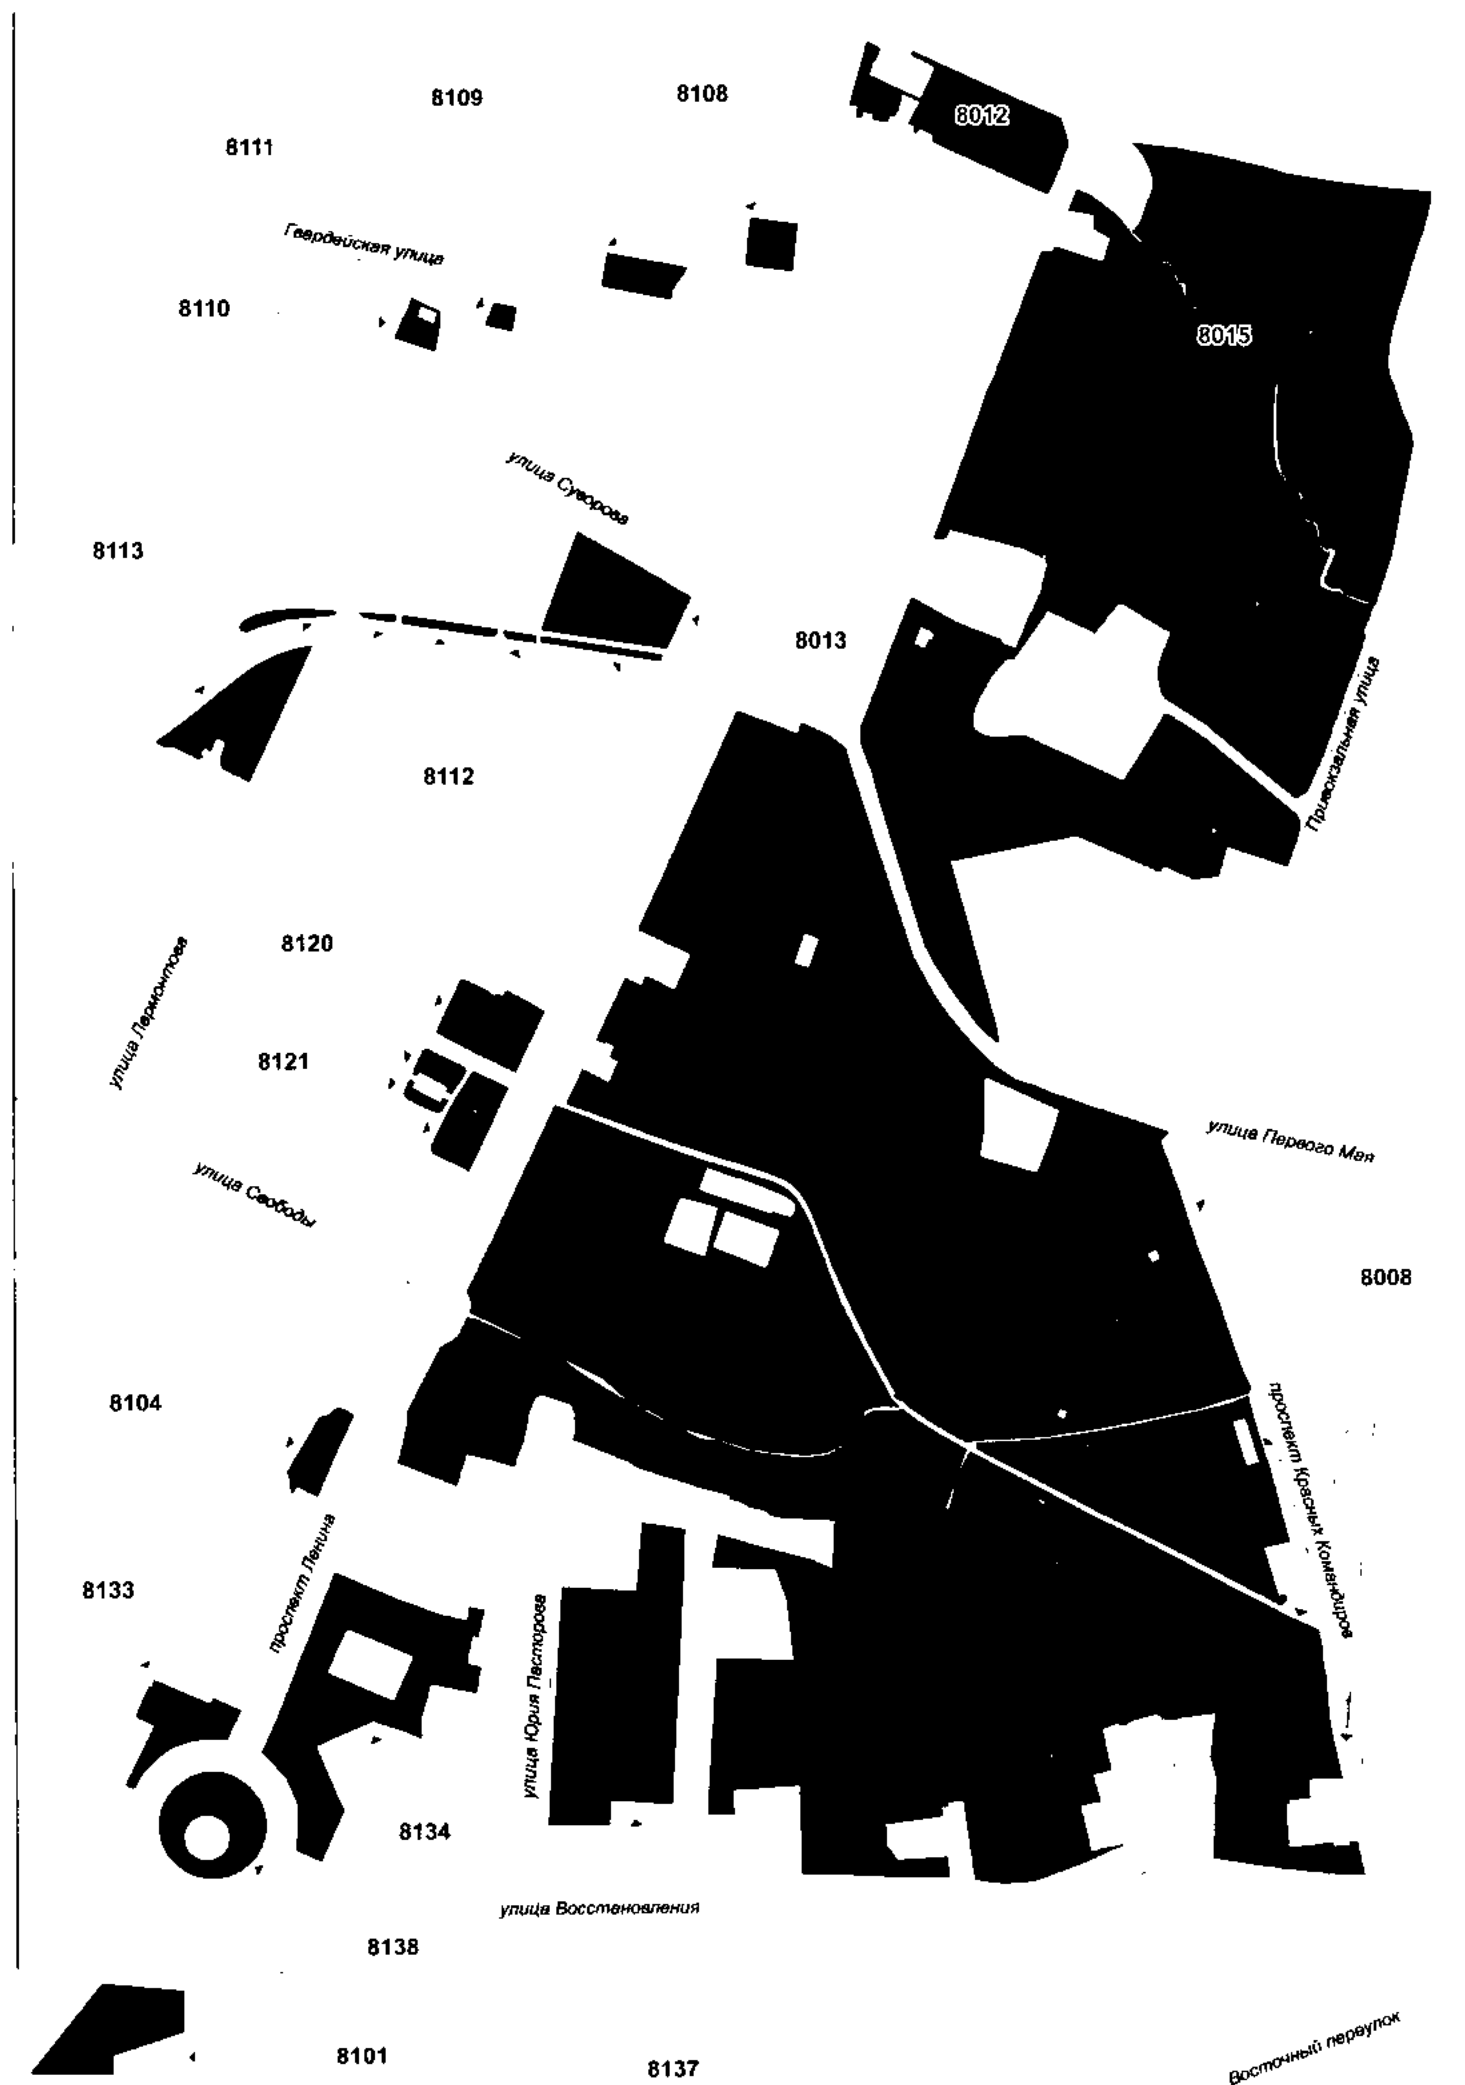 8109
8108
8012
8111
Гвардейская улица
8110
8015
улица Суворова
8113
8013
Привокзальная улица
8112
8120
улица Лермонтова
8121
улица Первого Мая
улица Свободы
8008
8104
проспект Красных Командиров
проспект Ленина
8133
улица Юрия Пасторова
8134
улица Восстановления
8138
Восточный переулок
8101
8137